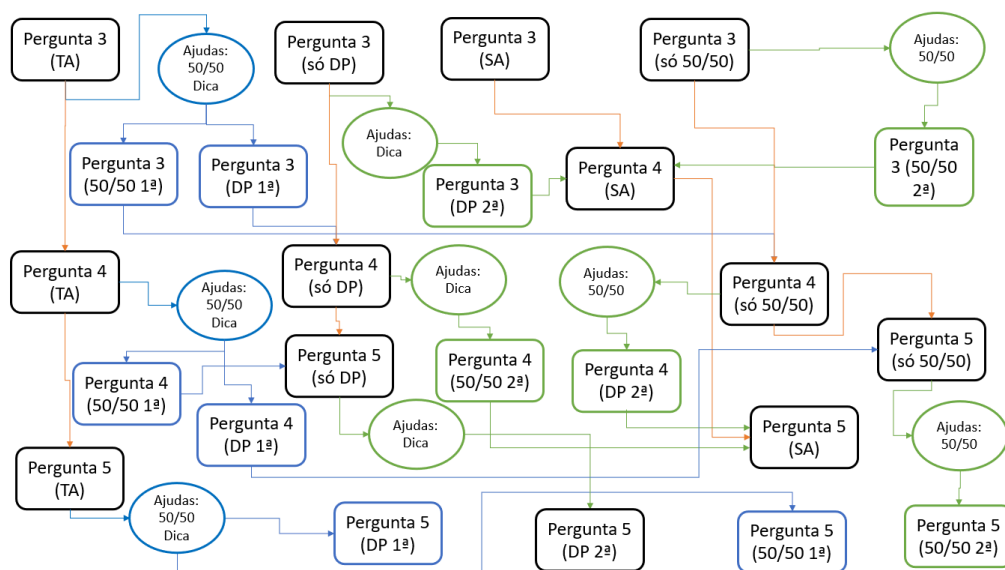 Pergunta 3
(TA)
Ajudas:
50/50
Dica
Pergunta 3
(só DP)
Pergunta 3
(SA)
Pergunta 3
(só 50/50)
Ajudas:
50/50
Pergunta 3
(50/50 1ª)
Pergunta 3
(DP 1ª)
Ajudas:
Dica
Pergunta 3
(DP 2ª)
Pergunta 4
(SA)
Pergunta
3 (50/50
2ª)
Pergunta 4
(TA)
Ajudas:
50/50
Dica
Pergunta 4
(só DP)
Ajudas:
Dica
Ajudas:
50/50
Pergunta 4
(só 50/50)
Pergunta 4
(50/50 1ª)
Pergunta 5
(só DP)
Pergunta 4
(50/50 2ª)
Pergunta 4
(DP 2ª)
Pergunta 5
(só 50/50)
Pergunta 4
(DP 1ª)
Ajudas:
Dica
Pergunta 5
(SA)
Ajudas:
50/50
Pergunta 5
(TA)
Ajudas:
50/50
Dica
Pergunta 5
(DP 1ª)
Pergunta 5
(DP 2ª)
Pergunta 5
(50/50 1ª)
Pergunta 5
(50/50 2ª)